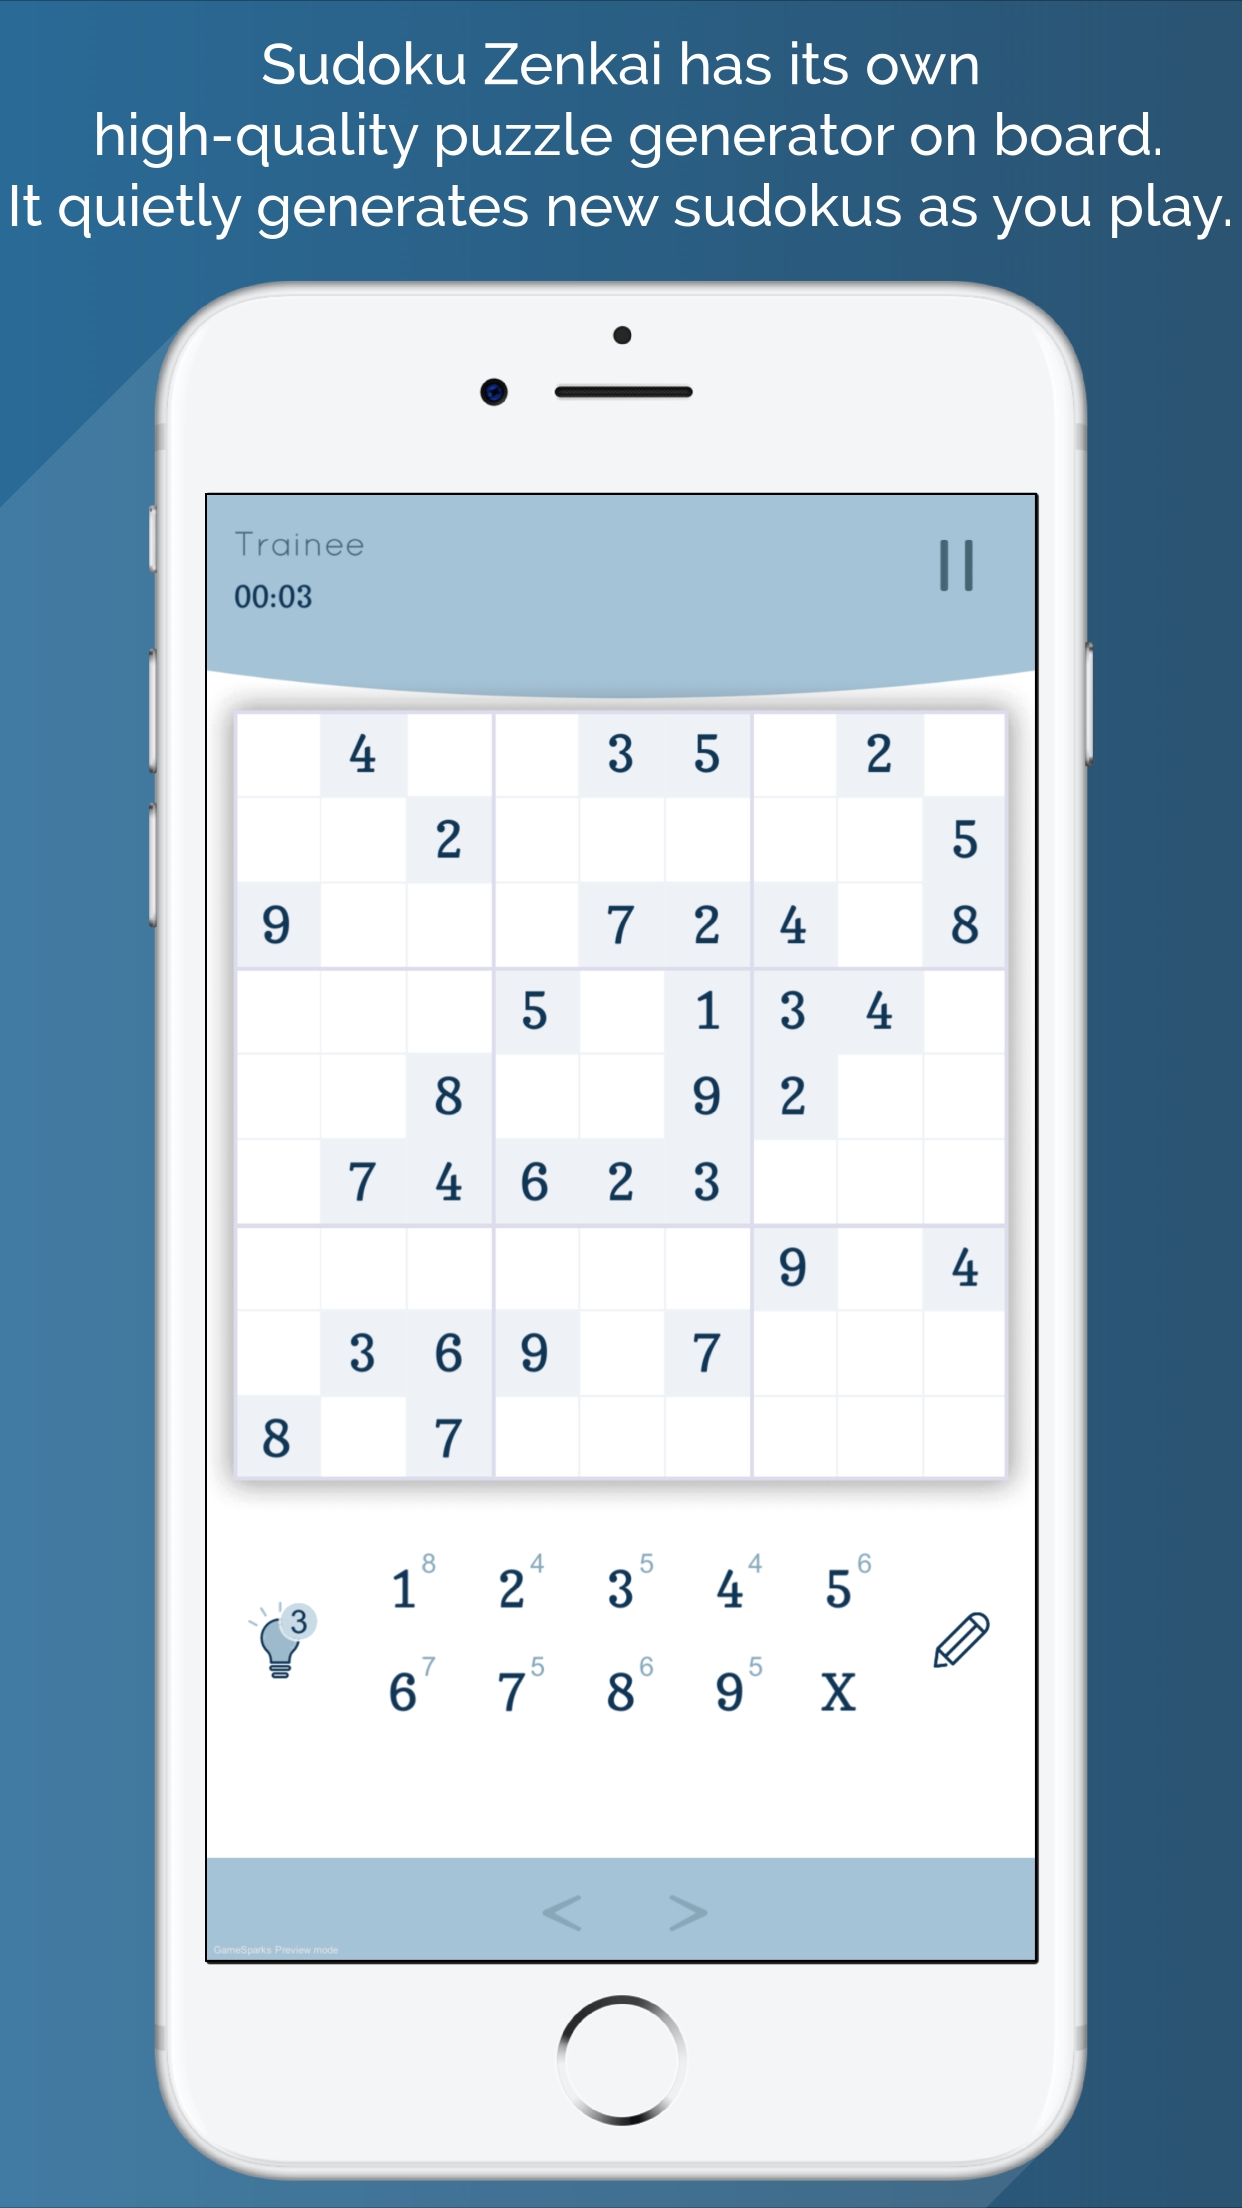 Sudoku Zenkai has its own
high-quality puzzle generator on board.
It quietly generates new sudokus as you play.
Trainee
00:03
4 3 5 2
2 5
9 7 2 4 8
5 1 3 4
8 9 2
7 4 6 2 3
9 4
3 6 9 7
8 7
1 8 2 4 3 5 4 4 5 6
3
6 7 7 5 8 6 9 5 X
< >
GameSparks Preview mode